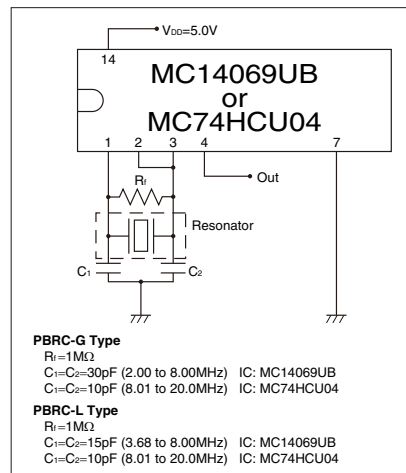 VDD=5.0V
14
MC14069UB
or
MC74HCU04
1 2 3 4 7
Out
Rf
Resonator
C1 C2
PBRC-G Type
Rf=1MΩ
C1=C2=30pF (2.00 to 8.00MHz) IC: MC14069UB
C1=C2=10pF (8.01 to 20.0MHz) IC: MC74HCU04
PBRC-L Type
Rf=1MΩ
C1=C2=15pF (3.68 to 8.00MHz) IC: MC14069UB
C1=C2=10pF (8.01 to 20.0MHz) IC: MC74HCU04